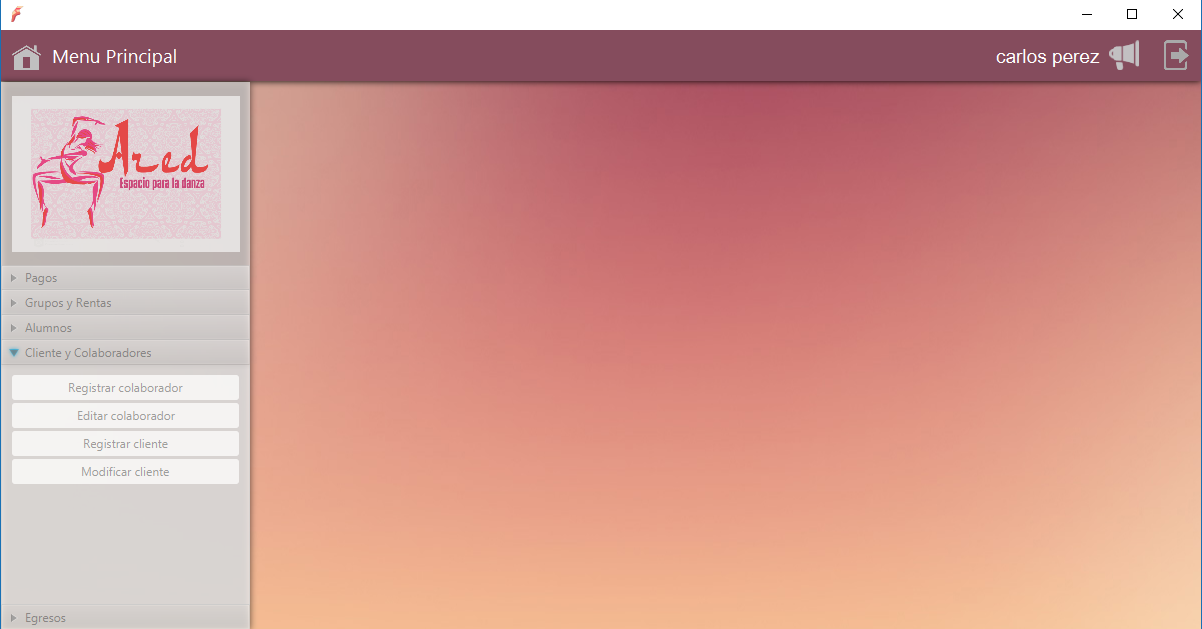 Menu Principal
carlos perez
Ared
Espacio para la danza
Pagos
Grupos y Rentas
Alumnos
Cliente y Colaboradores
Registrar colaborador
Editar colaborador
Registrar cliente
Modificar cliente
Egresos